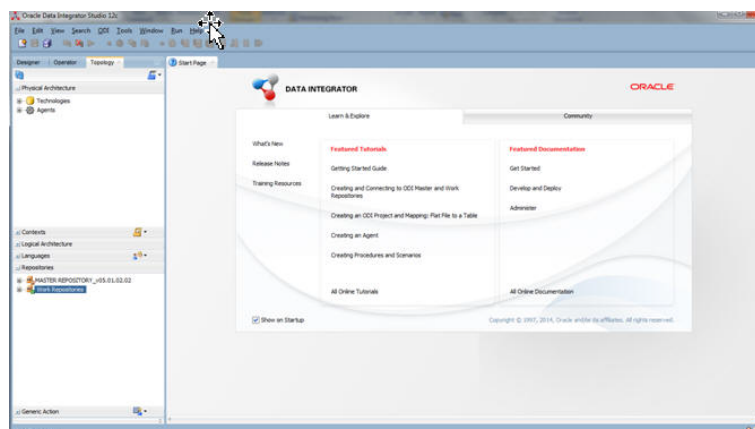 Oracle Data Integrator Studio 12c
File Edit View Search ODI Tools Window Run Help
Designer Operator Topology
Start Page
Physical Architecture
Technologies
Agents
Contexts
Logical Architecture
Languages
Repositories
MASTER REPOSITORY_v05.01.02.02
Work Repositories
Generic Action
DATA INTEGRATOR
ORACLE
Learn & Explore
Community
What's New
Release Notes
Training Resources
Featured Tutorials
Getting Started Guide
Creating and Connecting to ODI Master and Work
Repositories
Creating an ODI Project and Mapping: Flat File to a Table
Creating an Agent
Creating Procedures and Scenarios
All Online Tutorials
Featured Documentation
Get Started
Develop and Deploy
Administer
All Online Documentation
Show on Startup
Copyright © 1997, 2014, Oracle and/or its affiliates. All rights reserved.